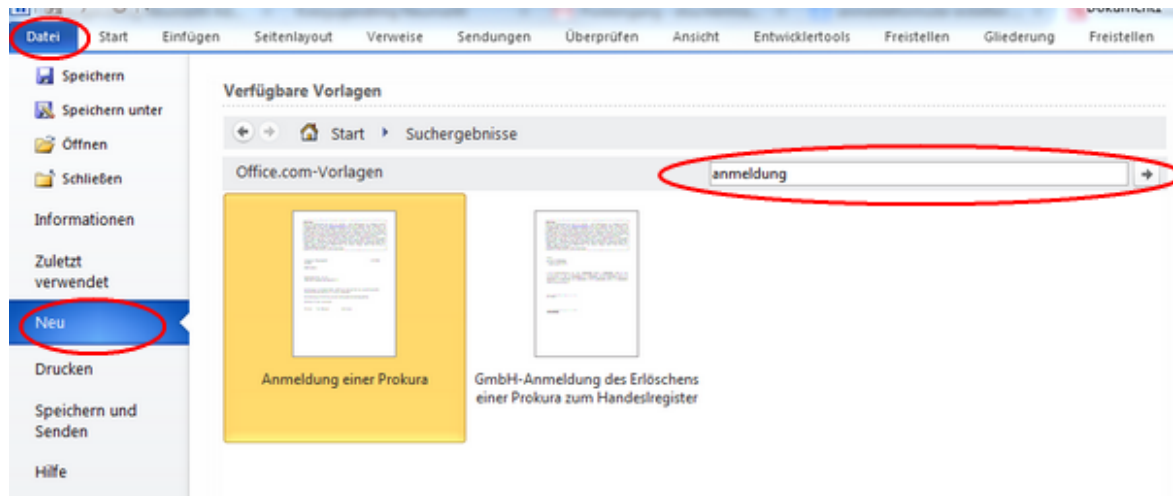 Datei Start Einfügen Seitenlayout Verweise Sendungen Überprüfen Ansicht Entwicklertools Freistellen Gliederung Freistellen
Speichern
Speichern unter
Öffnen
Schließen
Informationen
Zuletzt
verwendet
Neu
Drucken
Speichern und
Senden
Hilfe
Verfügbare Vorlagen
Start Suchergebnisse
Office.com-Vorlagen
anmeldung
Anmeldung einer Prokura
GmbH-Anmeldung des Erlöschens
einer Prokura zum Handeslregister